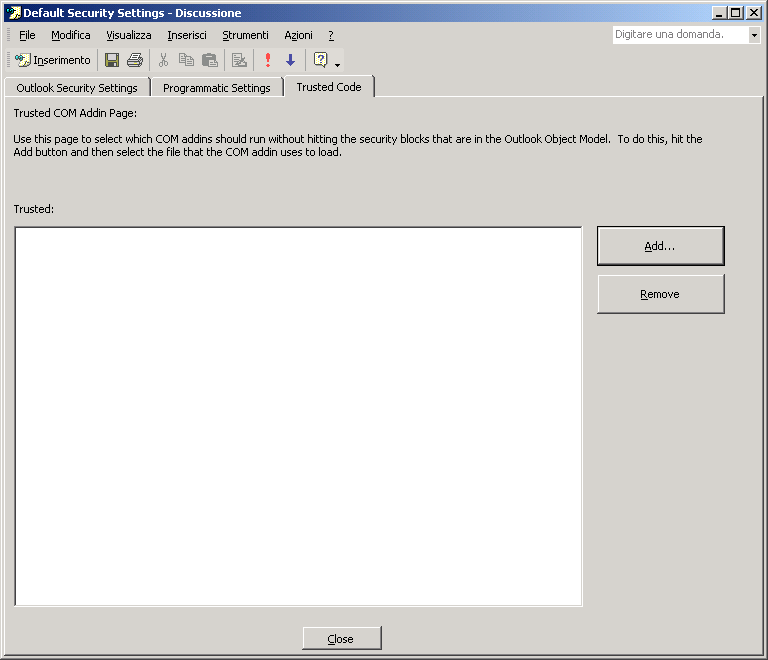 Default Security Settings - Discussione
File Modifica Visualizza Inserisci Strumenti Azioni ? Digitare una domanda.
Inserimento
Outlook Security Settings Programmatic Settings Trusted Code
Trusted COM Addin Page:
Use this page to select which COM addins should run without hitting the security blocks that are in the Outlook Object Model. To do this, hit the
Add button and then select the file that the COM addin uses to load.
Trusted:
Add...
Remove
Close